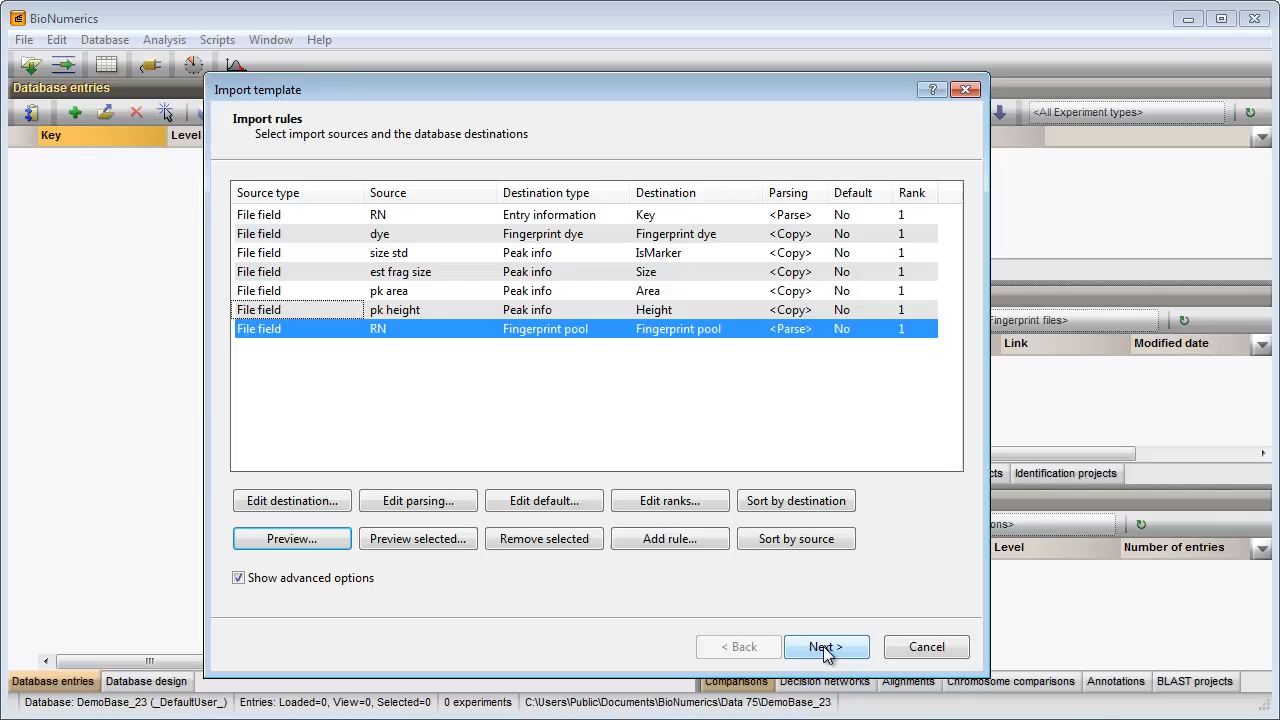 BioNumerics
File Edit Database Analysis Scripts Window Help
Database entries
Key Level
<All Experiment types>
Import template
Import rules
Select import sources and the database destinations
Source type Source Destination type Destination Parsing Default Rank
File field RN Entry information Key <Parse> No 1
File field dye Fingerprint dye Fingerprint dye <Copy> No 1
File field size std Peak info IsMarker <Copy> No 1
File field est frag size Peak info Size <Copy> No 1
File field pk area Peak info Area <Copy> No 1
File field pk height Peak info Height <Copy> No 1
File field RN Fingerprint pool Fingerprint pool <Parse> No 1
Edit destination... Edit parsing... Edit default... Edit ranks... Sort by destination
Preview... Preview selected... Remove selected Add rule... Sort by source
Show advanced options
< Back Next > Cancel
ingerprint files>
Link Modified date
cts Identification projects
ons>
Level Number of entries
Database entries Database design
Comparisons Decision networks Alignments Chromosome comparisons Annotations BLAST projects
Database: DemoBase_23 (_DefaultUser_) Entries: Loaded=0, View=0, Selected=0 0 experiments C:\Users\Public\Documents\BioNumerics\Data 75\DemoBase_23